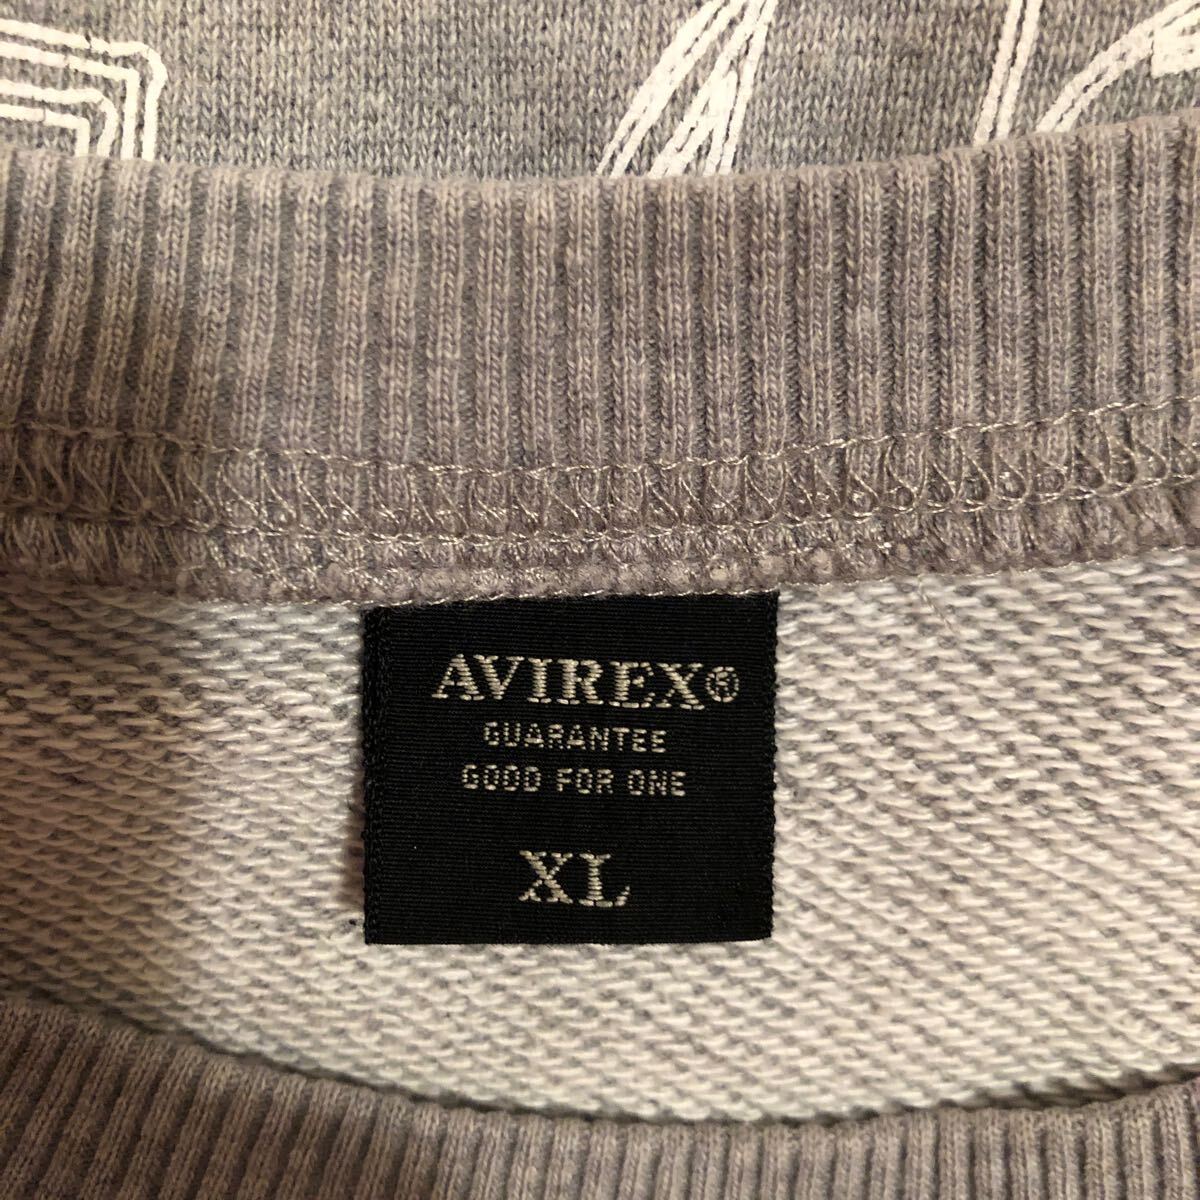 AVIREX®
GUARANTEE
GOOD FOR ONE
XL